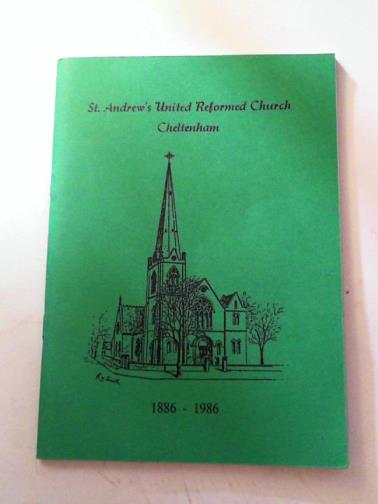 St. Andrew's United Reformed Church
Cheltenham
1886 - 1986